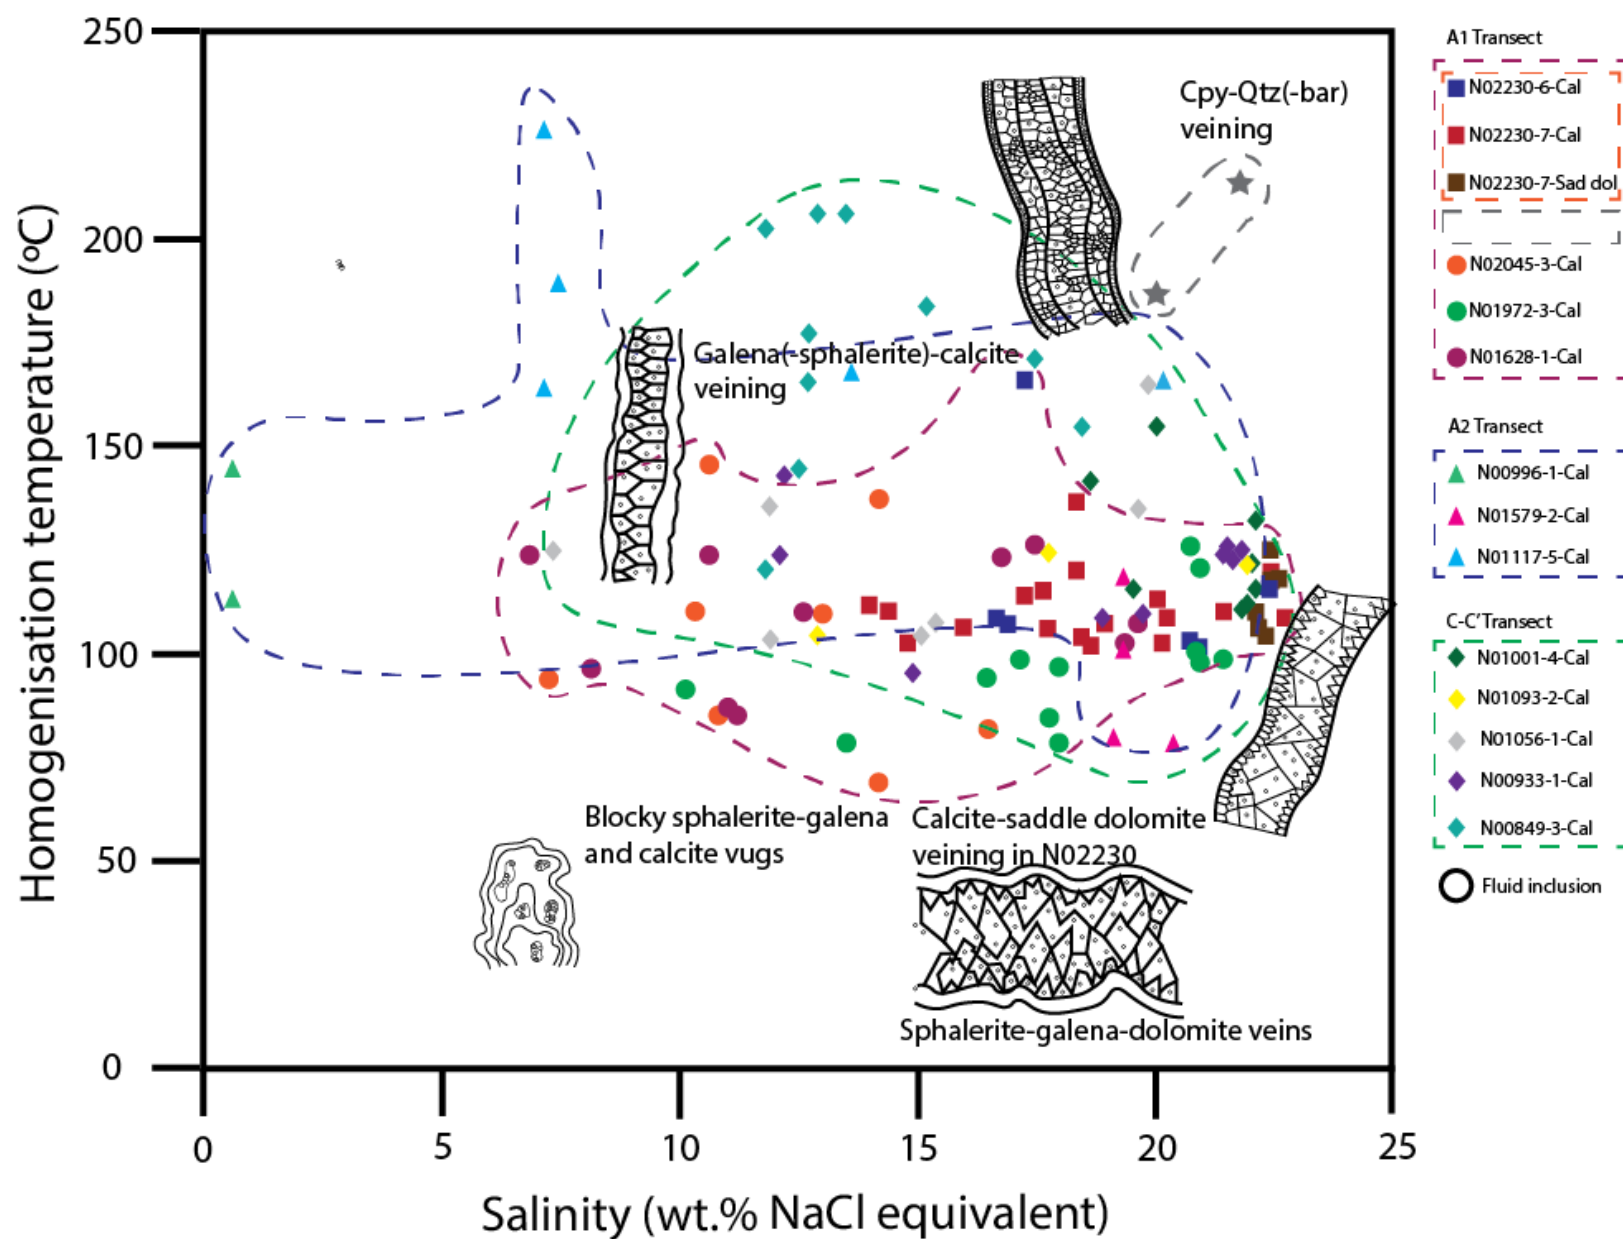 250
200
150
100
50
0
Homogenisation temperature (ºC)
0
5
10
15
20
25
Salinity (wt.% NaCl equivalent)
Cpy-Qtz(-bar)
veining
Galena(-sphalerite)-calcite
veining
Blocky sphalerite-galena
and calcite vugs
Calcite-saddle dolomite
veining in N02230
Sphalerite-galena-dolomite veins
A1 Transect
N02230-6-Cal
N02230-7-Cal
N02230-7-Sad dol
N02045-3-Cal
N01972-3-Cal
N01628-1-Cal
A2 Transect
N00996-1-Cal
N01579-2-Cal
N01117-5-Cal
C-C' Transect
N01001-4-Cal
N01093-2-Cal
N01056-1-Cal
N00933-1-Cal
N00849-3-Cal
Fluid inclusion